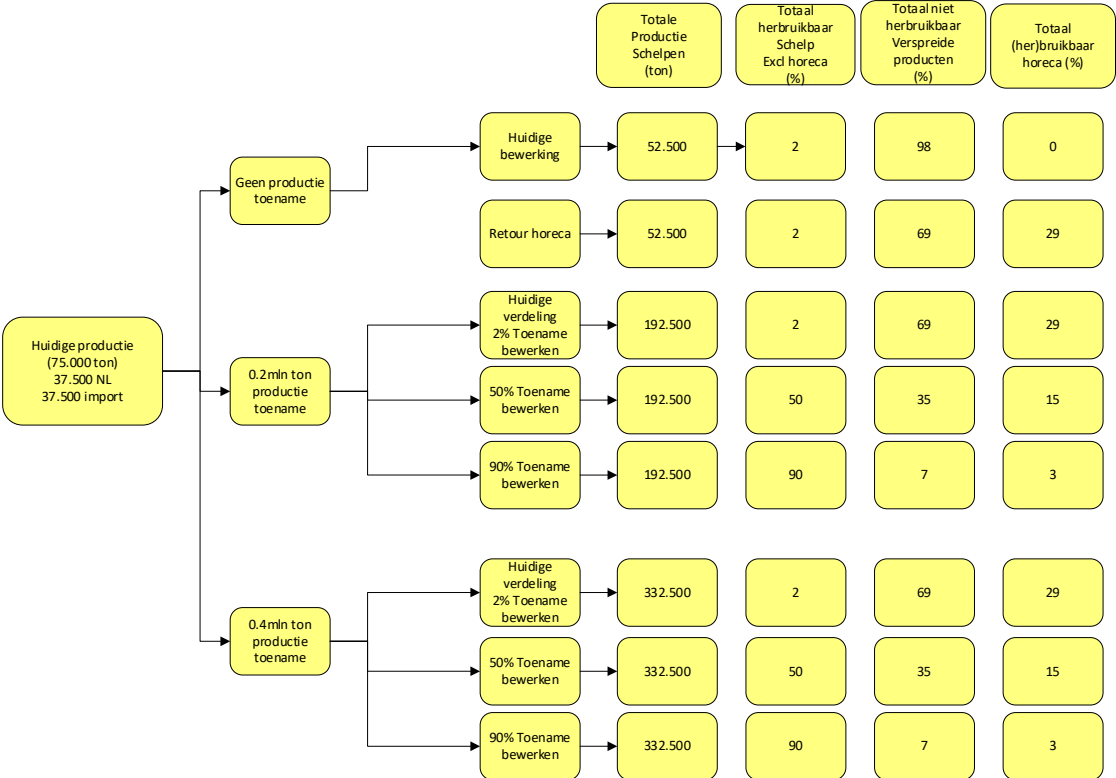 Totale
Productie
Schelpen
(ton)
Totaal
herbruikbaar
Schelp
Excl horeca
(%)
Totaal niet
herbruikbaar
Verspreide
producten
(%)
Totaal
(her)bruikbaar
horeca (%)
Huidige
bewerking
52.500
2
98
0
Geen productie
toename
Retour horeca
52.500
2
69
29
Huidige
verdeling
2% Toename
bewerken
192.500
2
69
29
Huidige productie
(75.000 ton)
37.500 NL
37.500 import
0.2mln ton
productie
toename
50% Toename
bewerken
192.500
50
35
15
90% Toename
bewerken
192.500
90
7
3
Huidige
verdeling
2% Toename
bewerken
332.500
2
69
29
0.4mln ton
productie
toename
50% Toename
bewerken
332.500
50
35
15
90% Toename
bewerken
332.500
90
7
3